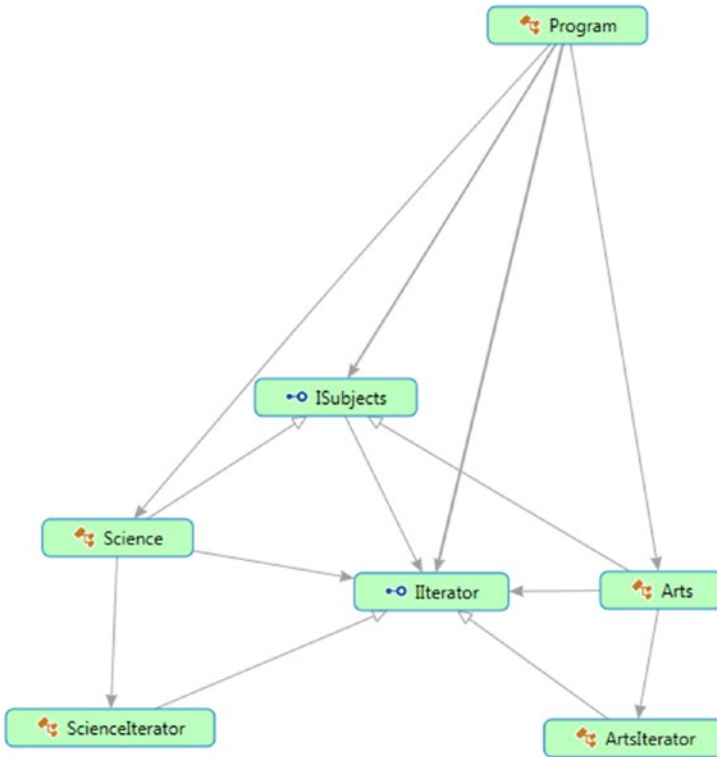 Program
ISubjects
Science
IIterator
Arts
ScienceIterator
ArtsIterator